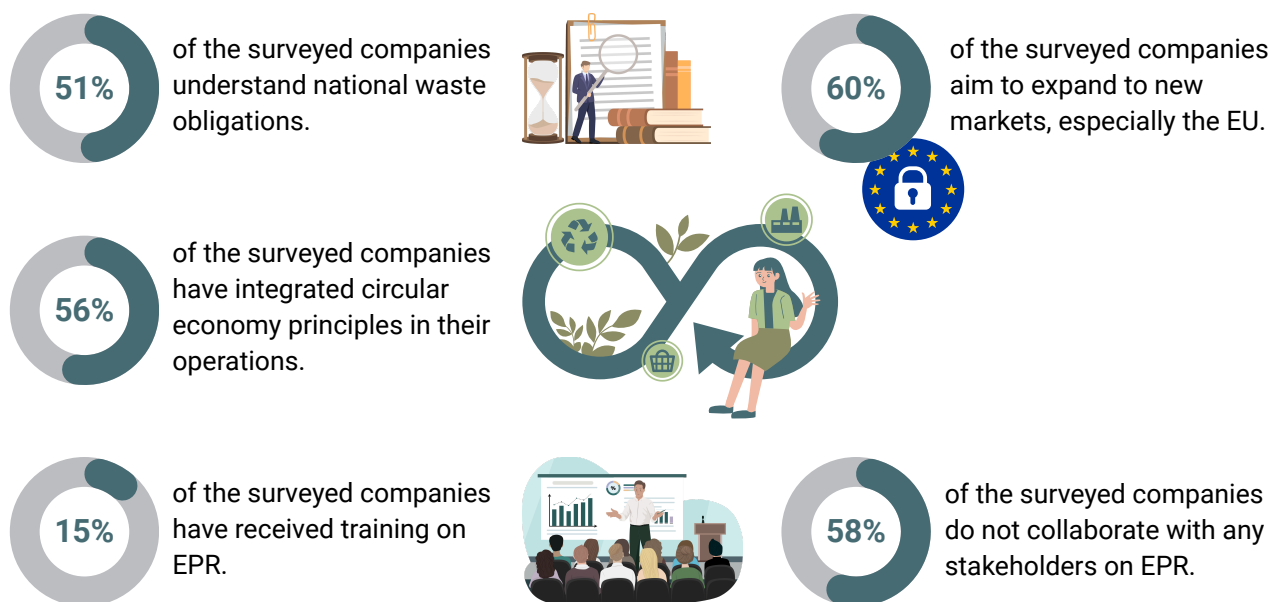 51%
of the surveyed companies
understand national waste
obligations.
60%
of the surveyed companies
aim to expand to new
markets, especially the EU.
56%
of the surveyed companies
have integrated circular
economy principles in their
operations.
15%
of the surveyed companies
have received training on
EPR.
58%
of the surveyed companies
do not collaborate with any
stakeholders on EPR.